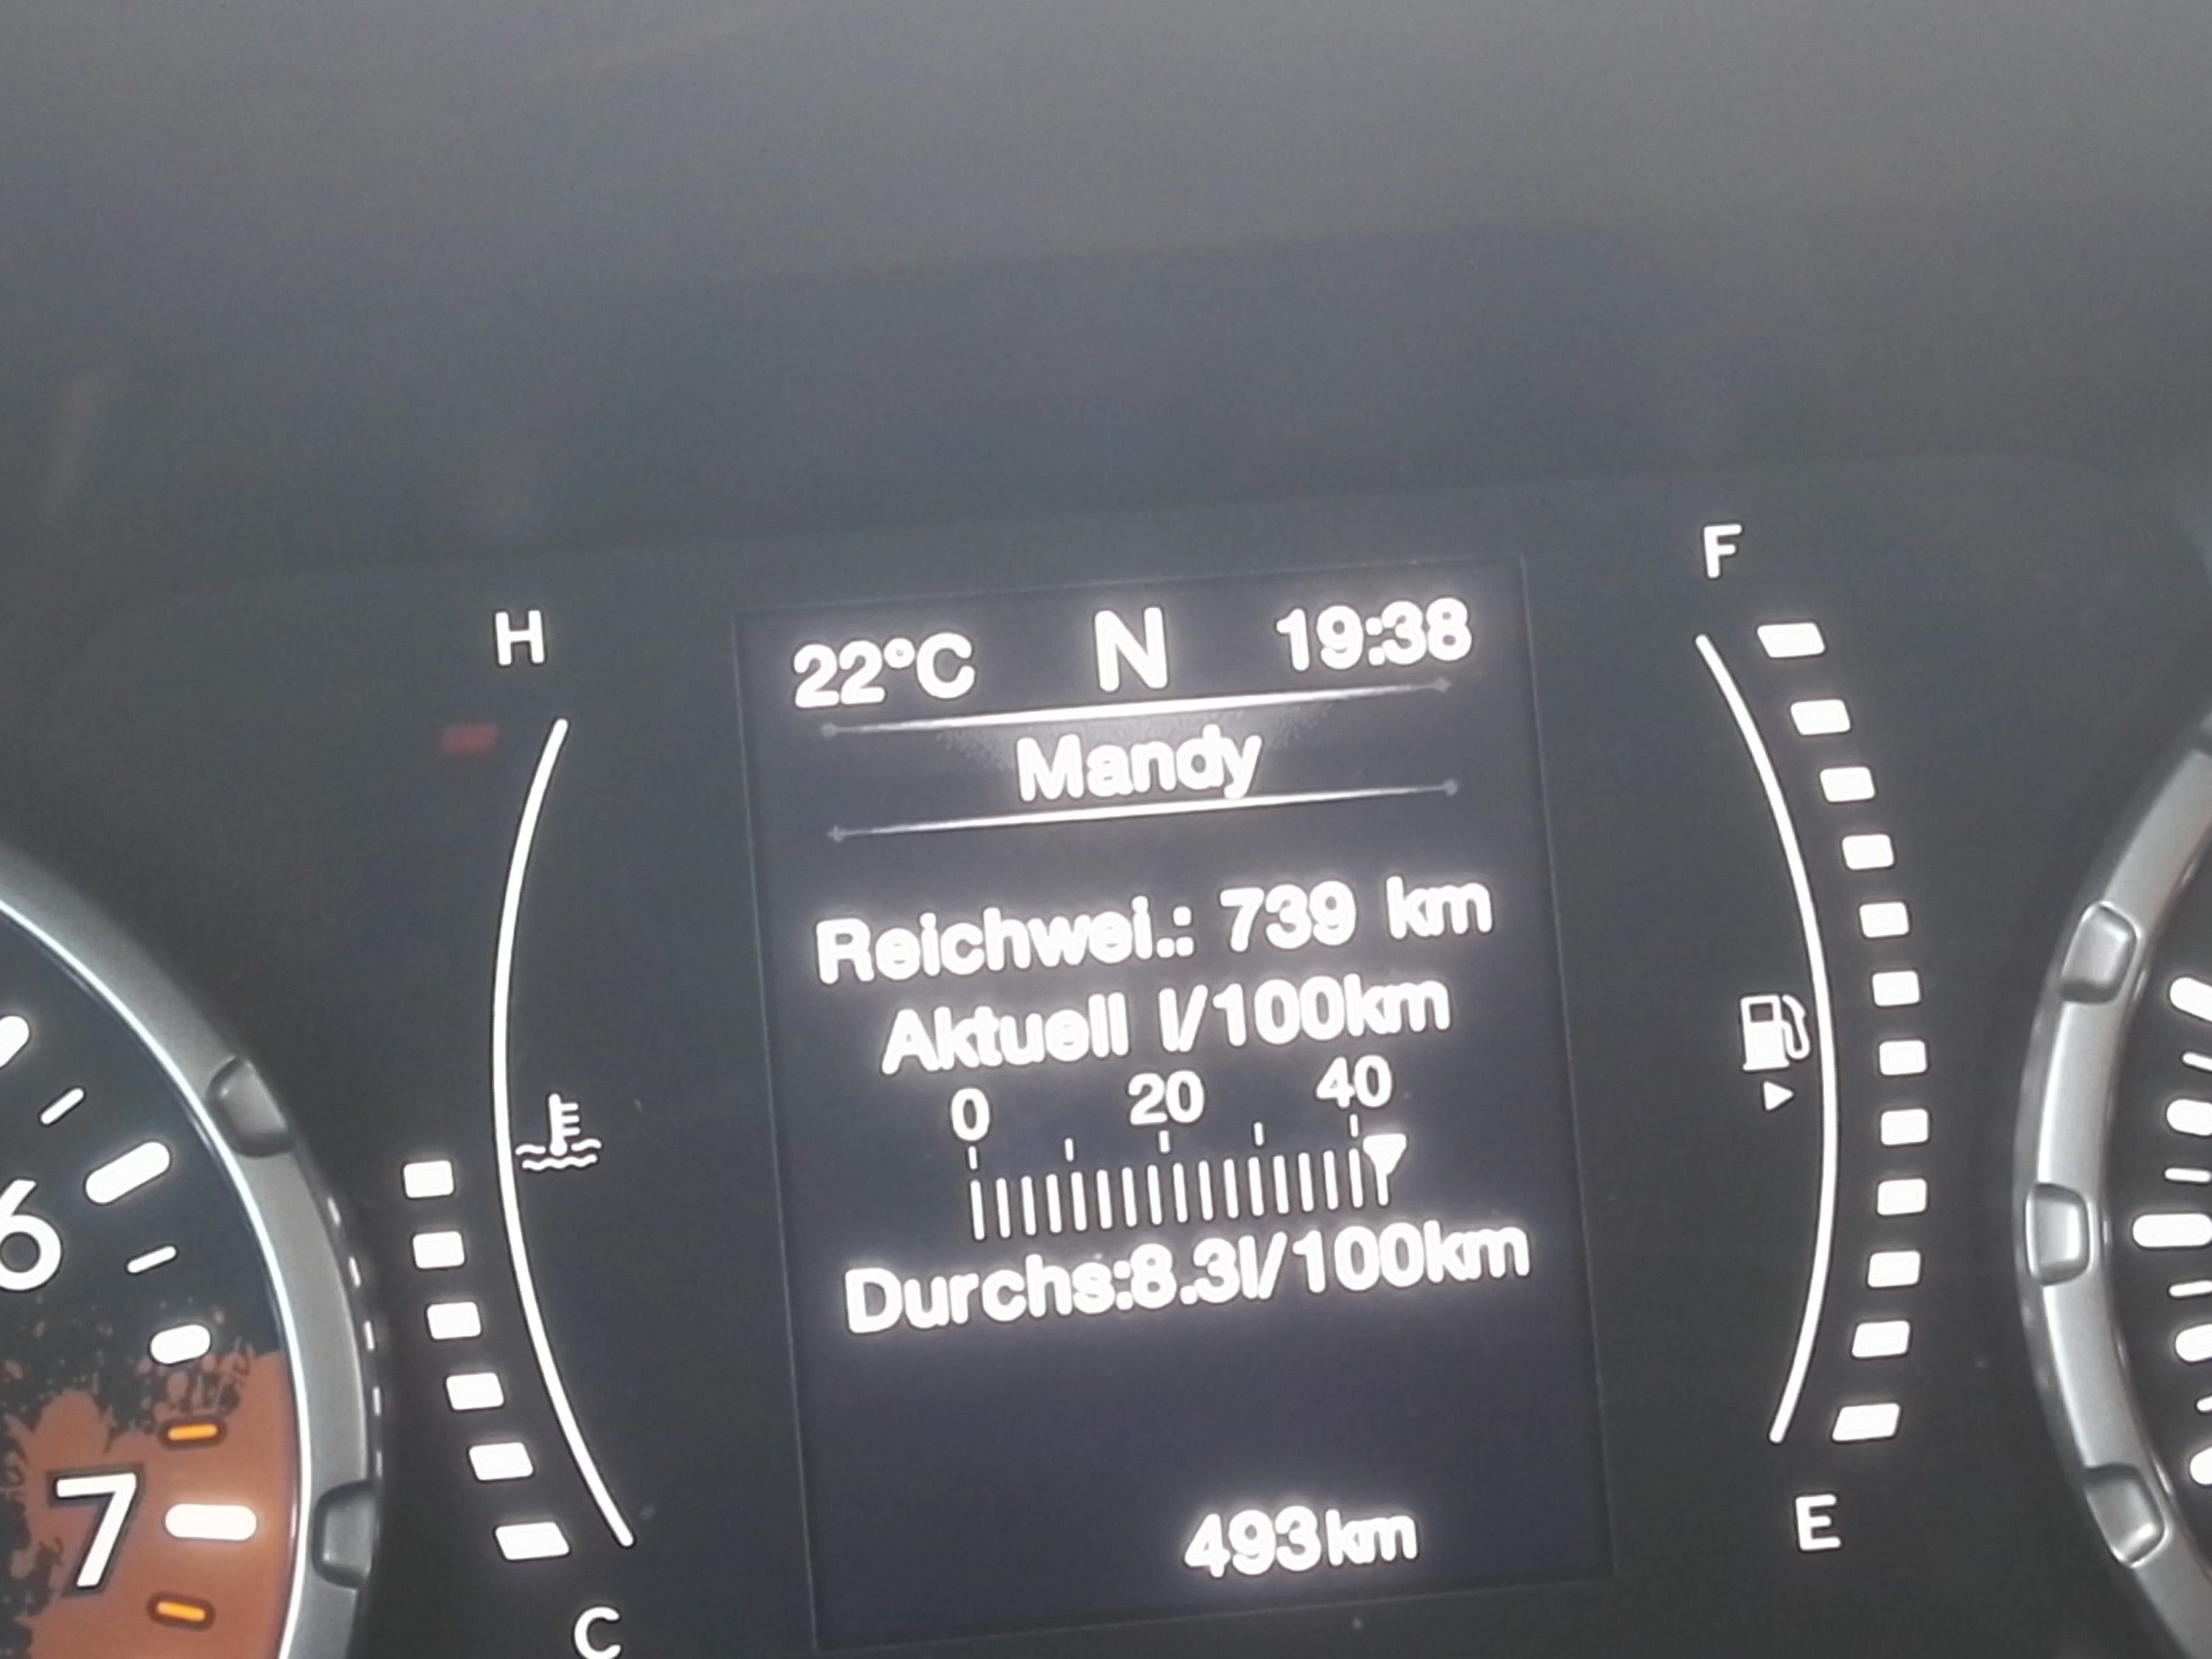 F
H
22°C N 19:38
Mandy
Reichwei.: 739 km
Aktuell l/100km
0 20 40
Durchs:8.3l/100km
6
7
493km
E
C